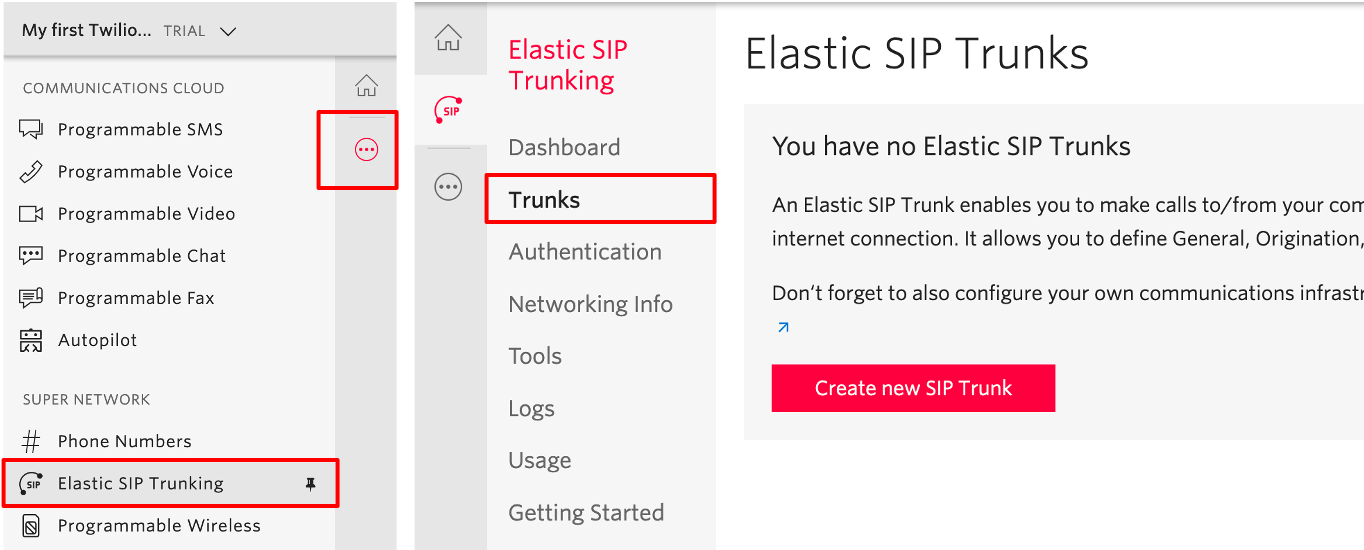 My first Twilio... TRIAL
COMMUNICATIONS CLOUD
Programmable SMS
Programmable Voice
Programmable Video
Programmable Chat
Programmable Fax
Autopilot
SUPER NETWORK
# Phone Numbers
SIP Elastic SIP Trunking
Programmable Wireless
SIP
Elastic SIP
Trunking
Dashboard
Trunks
Authentication
Networking Info
Tools
Logs
Usage
Getting Started
Elastic SIP Trunks
You have no Elastic SIP Trunks
An Elastic SIP Trunk enables you to make calls to/from your com
internet connection. It allows you to define General, Origination,
Don't forget to also configure your own communications infrastr
Create new SIP Trunk